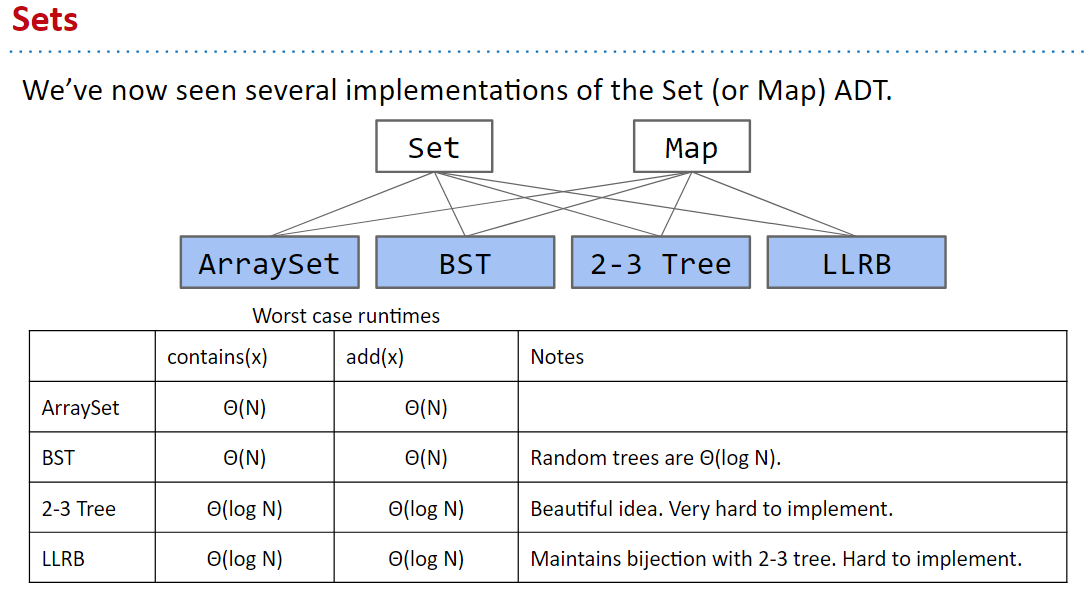 Sets
We’ve now seen several implementations of the Set (or Map) ADT.
Set Map
ArraySet BST 2-3 Tree LLRB
Worst case runtimes
contains(x) add(x) Notes
ArraySet Θ(N) Θ(N)
BST Θ(N) Θ(N) Random trees are Θ(log N).
2-3 Tree Θ(log N) Θ(log N) Beautiful idea. Very hard to implement.
LLRB Θ(log N) Θ(log N) Maintains bijection with 2-3 tree. Hard to implement.